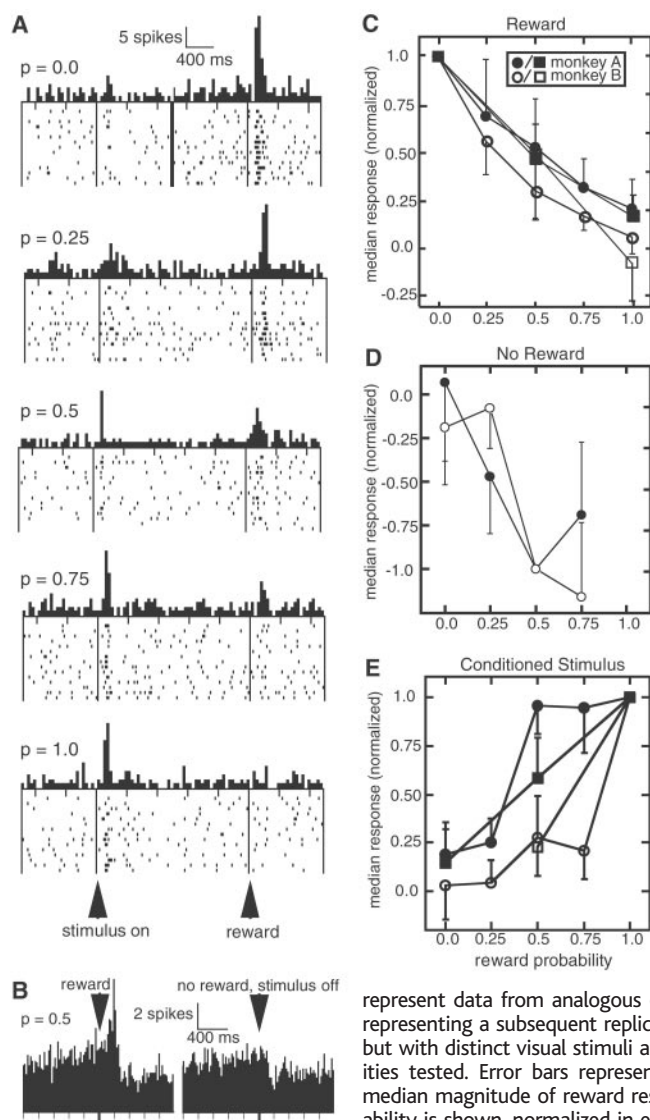 A
5 spikes
400 ms
p = 0.0
p = 0.25
p = 0.5
p = 0.75
p = 1.0
stimulus on
reward
B
reward
no reward, stimulus off
p = 0.5
2 spikes
400 ms
C
Reward
●/■ monkey A
○/□ monkey B
median response (normalized)
1.0
0.75
0.50
0.25
0.0
-0.25
0.0 0.25 0.5 0.75 1.0
D
No Reward
median response (normalized)
0.0
-0.25
-0.50
-0.75
-1.0
0.0 0.25 0.5 0.75 1.0
E
Conditioned Stimulus
median response (normalized)
1.0
0.75
0.50
0.25
0.0
0.0 0.25 0.5 0.75 1.0
reward probability
represent data from analogous
representing a subsequent replic
but with distinct visual stimuli a
ities tested. Error bars represen
median magnitude of reward res
ability is shown, normalized in e